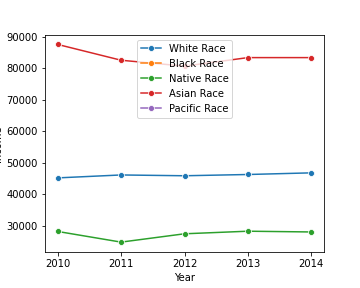 90000
80000
70000
60000
50000
40000
30000
White Race
Black Race
Native Race
Asian Race
Pacific Race
2010 2011 2012 2013 2014
Year